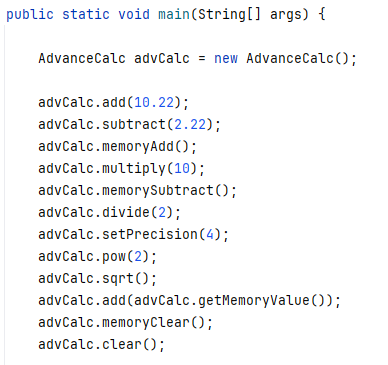 public static void main(String[] args) {
AdvanceCalc advCalc = new AdvanceCalc();
advCalc.add(10.22);
advCalc.subtract(2.22);
advCalc.memoryAdd();
advCalc.multiply(10);
advCalc.memorySubtract();
advCalc.divide(2);
advCalc.setPrecision(4);
advCalc.pow(2);
advCalc.sqrt();
advCalc.add(advCalc.getMemoryValue());
advCalc.memoryClear();
advCalc.clear();